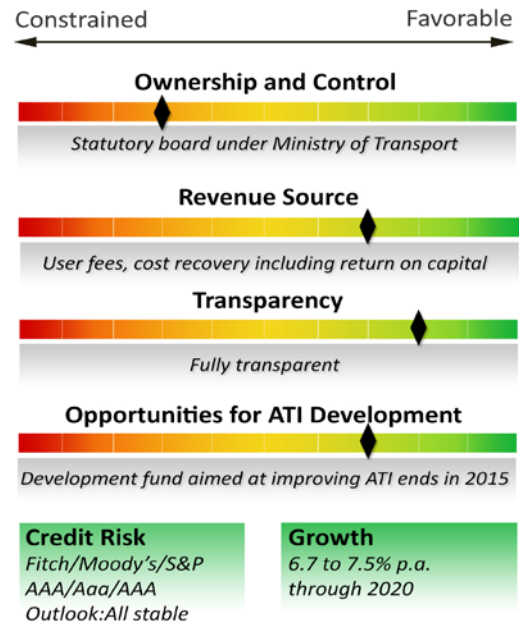 Constrained Favorable
Ownership and Control
Statutory board under Ministry of Transport
Revenue Source
User fees, cost recovery including return on capital
Transparency
Fully transparent
Opportunities for ATI Development
Development fund aimed at improving ATI ends in 2015
Credit Risk
Fitch/Moody's/S&P
AAA/Aaa/AAA
Outlook:All stable
Growth
6.7 to 7.5% p.a.
through 2020